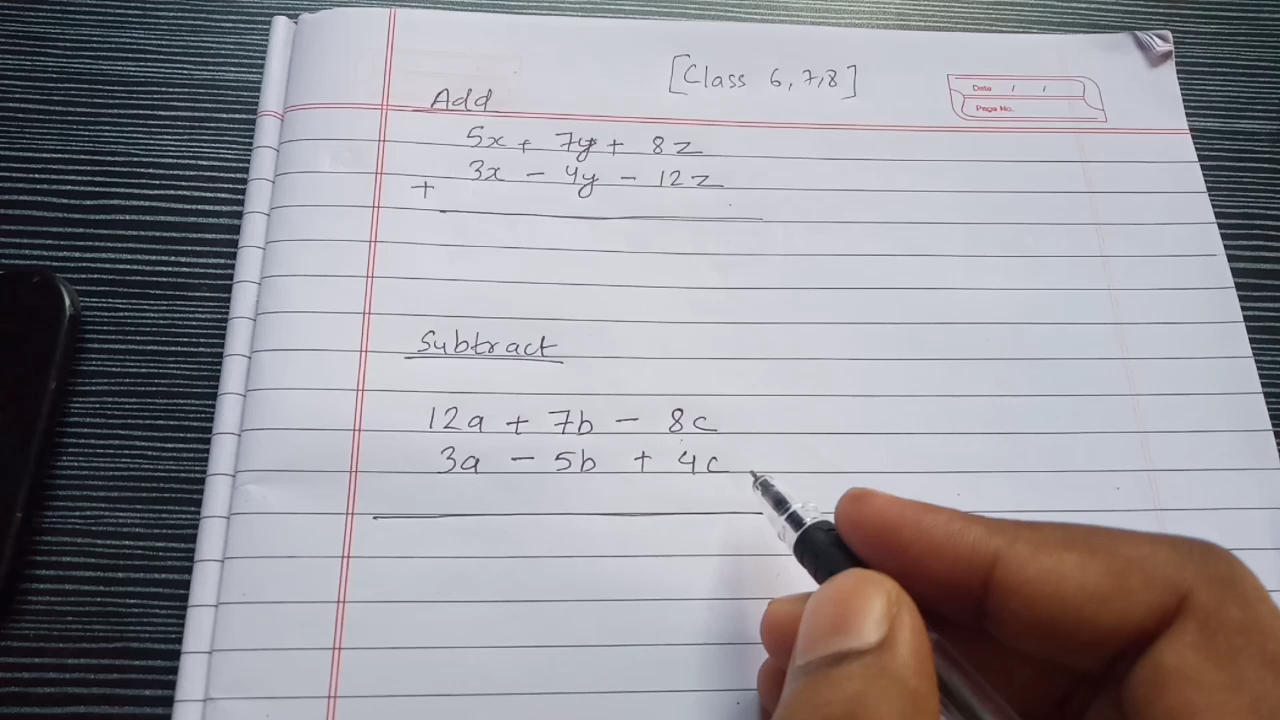 [Class 6, 7, 8]
Date / /
Page No.
Add
5x + 7y + 8z
3x - 4y - 12z
+
Subtract
12a + 7b - 8c
3a - 5b + 4c